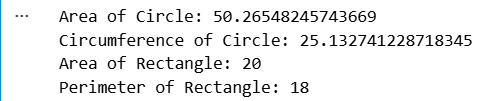 Area of Circle: 50.26548245743669
Circumference of Circle: 25.132741228718345
Area of Rectangle: 20
Perimeter of Rectangle: 18